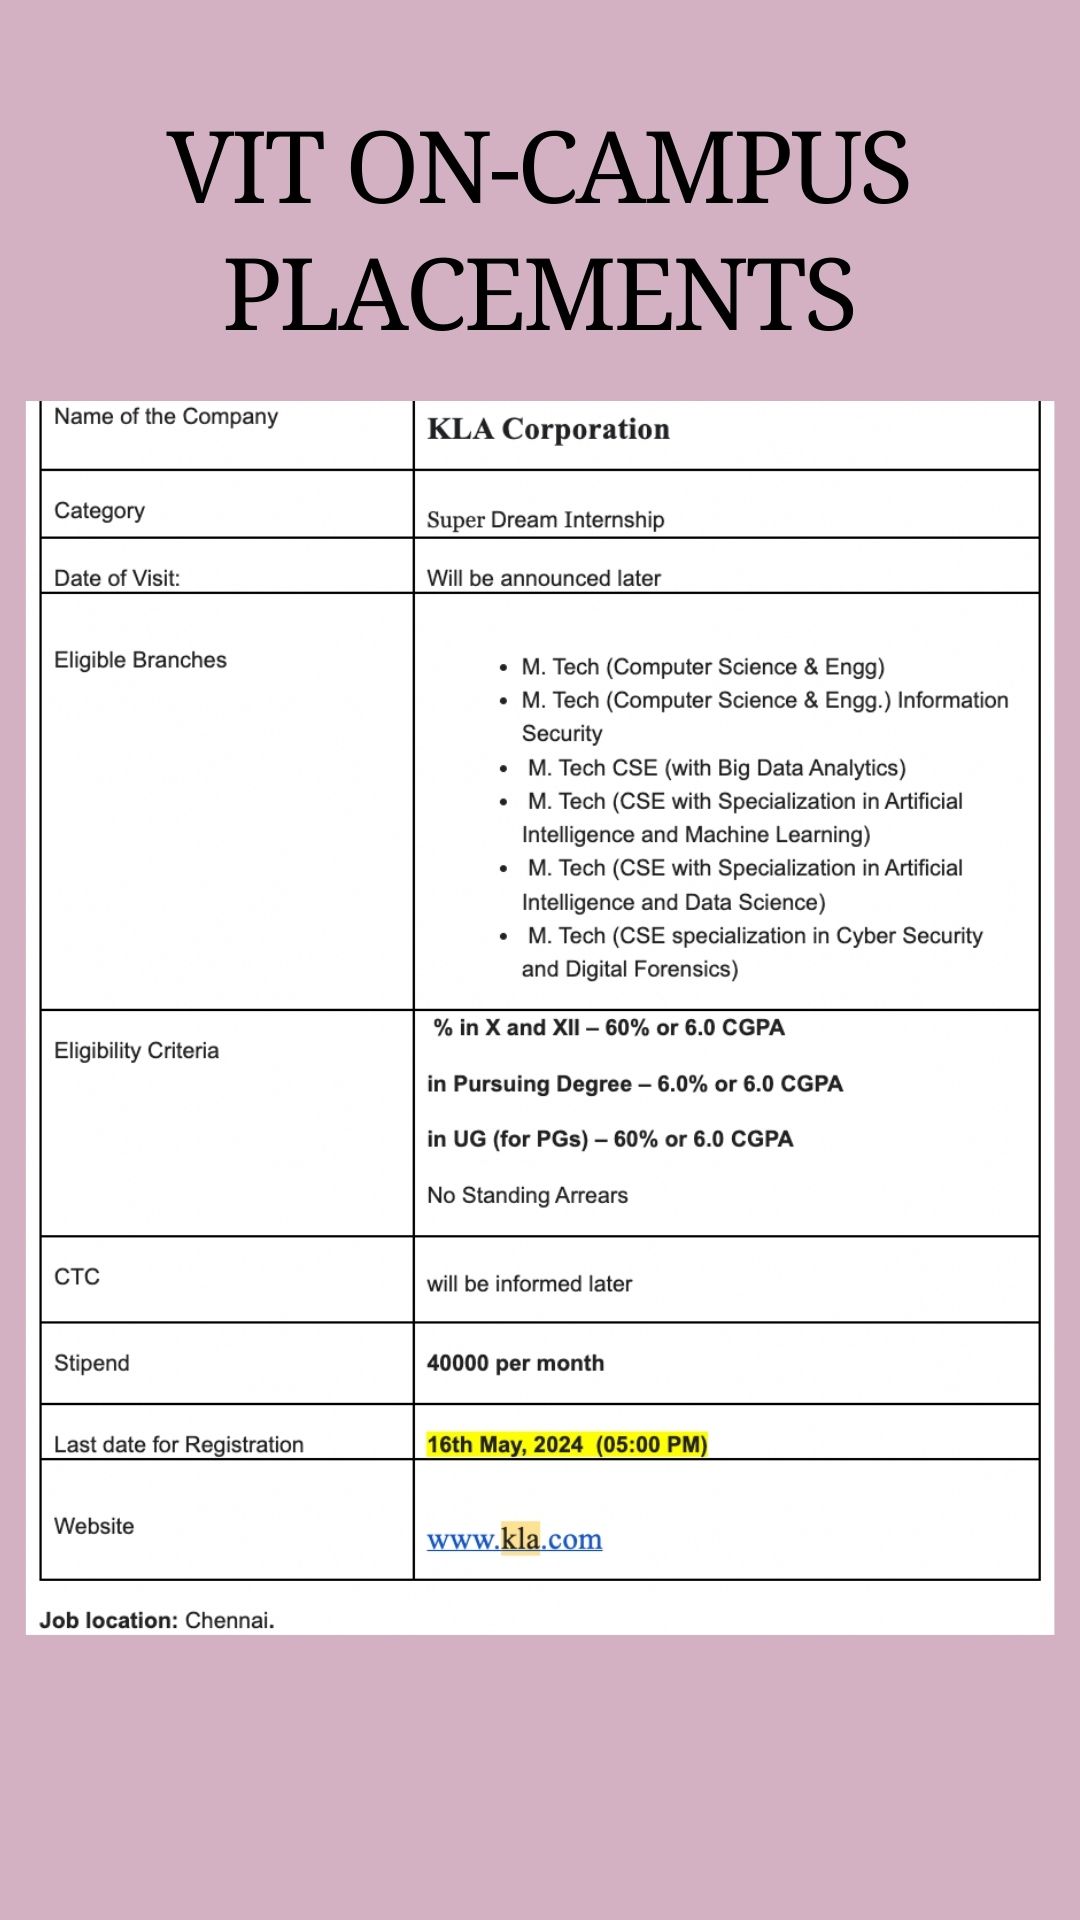 VIT ON-CAMPUS
PLACEMENTS
Name of the Company
KLA Corporation
Category
Super Dream Internship
Date of Visit:
Will be announced later
Eligible Branches
• M. Tech (Computer Science & Engg)
• M. Tech (Computer Science & Engg.) Information
Security
• M. Tech CSE (with Big Data Analytics)
• M. Tech (CSE with Specialization in Artificial
Intelligence and Machine Learning)
• M. Tech (CSE with Specialization in Artificial
Intelligence and Data Science)
• M. Tech (CSE specialization in Cyber Security
and Digital Forensics)
Eligibility Criteria
% in X and XII – 60% or 6.0 CGPA
in Pursuing Degree – 6.0% or 6.0 CGPA
in UG (for PGs) – 60% or 6.0 CGPA
No Standing Arrears
CTC
will be informed later
Stipend
40000 per month
Last date for Registration
16th May, 2024 (05:00 PM)
Website
www.kla.com
Job location: Chennai.